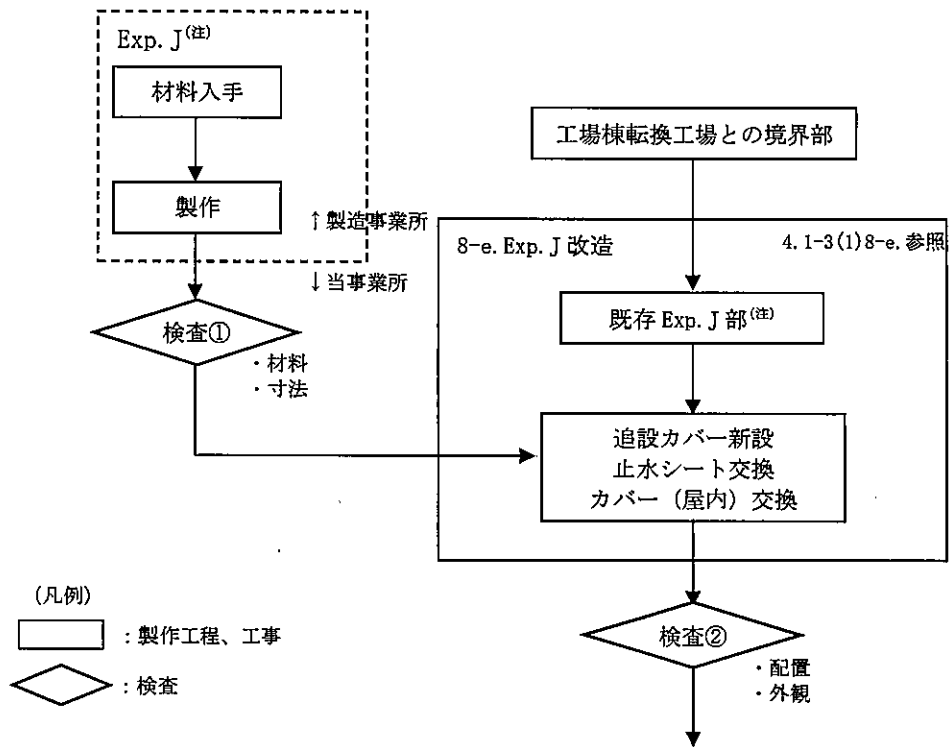 Exp. J(注)
材料入手
製作
↑製造事業所
↓当事業所
検査①
・材料
・寸法
工場棟転換工場との境界部
8-e. Exp. J 改造
4.1-3(1)8-e. 参照
既存 Exp. J 部(注)
追設カバー新設
止水シート交換
カバー（屋内）交換
検査②
・配置
・外観
(凡例)
：製作工程、工事
：検査